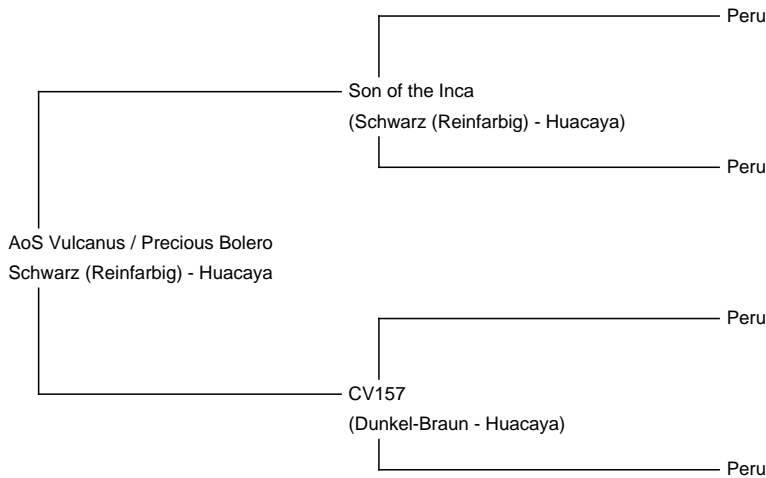 Peru
Son of the Inca
(Schwarz (Reinfarbig) - Huacaya)
Peru
AoS Vulcanus / Precious Bolero
Schwarz (Reinfarbig) - Huacaya
Peru
CV157
(Dunkel-Braun - Huacaya)
Peru